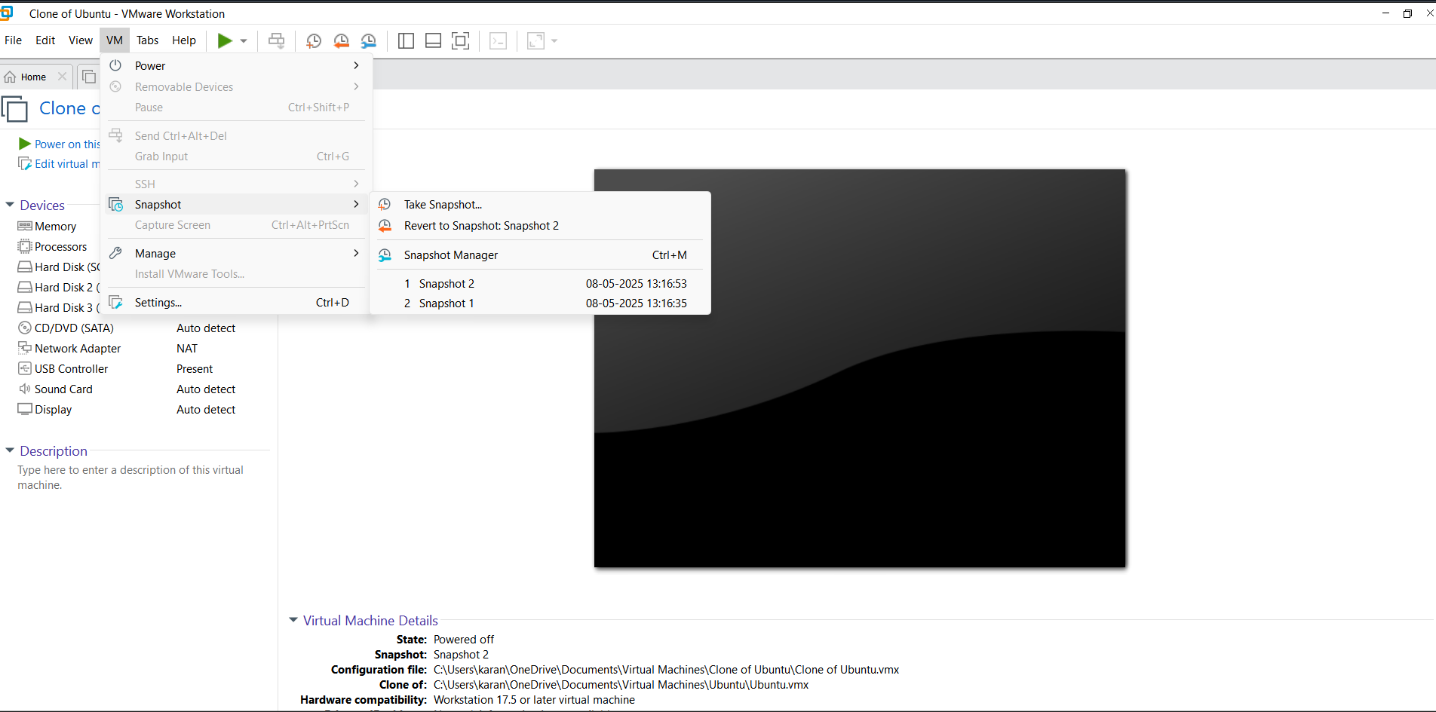 Clone of Ubuntu - VMware Workstation
File Edit View VM Tabs Help
Home
Clone o
Power on this
Edit virtual m
Power
Removable Devices
Pause Ctrl+Shift+P
Send Ctrl+Alt+Del
Grab Input Ctrl+G
SSH
Snapshot
Capture Screen Ctrl+Alt+PrtScn
Manage
Install VMware Tools...
Settings... Ctrl+D
Take Snapshot...
Revert to Snapshot: Snapshot 2
Snapshot Manager Ctrl+M
1 Snapshot 2 08-05-2025 13:16:53
2 Snapshot 1 08-05-2025 13:16:35
Devices
Memory
Processors
Hard Disk (SC
Hard Disk 2 (
Hard Disk 3 (
CD/DVD (SATA) Auto detect
Network Adapter NAT
USB Controller Present
Sound Card Auto detect
Display Auto detect
Description
Type here to enter a description of this virtual
machine.
Virtual Machine Details
State: Powered off
Snapshot: Snapshot 2
Configuration file: C:\Users\karan\OneDrive\Documents\Virtual Machines\Clone of Ubuntu\Clone of Ubuntu.vmx
Clone of: C:\Users\karan\OneDrive\Documents\Virtual Machines\Ubuntu\Ubuntu.vmx
Hardware compatibility: Workstation 17.5 or later virtual machine